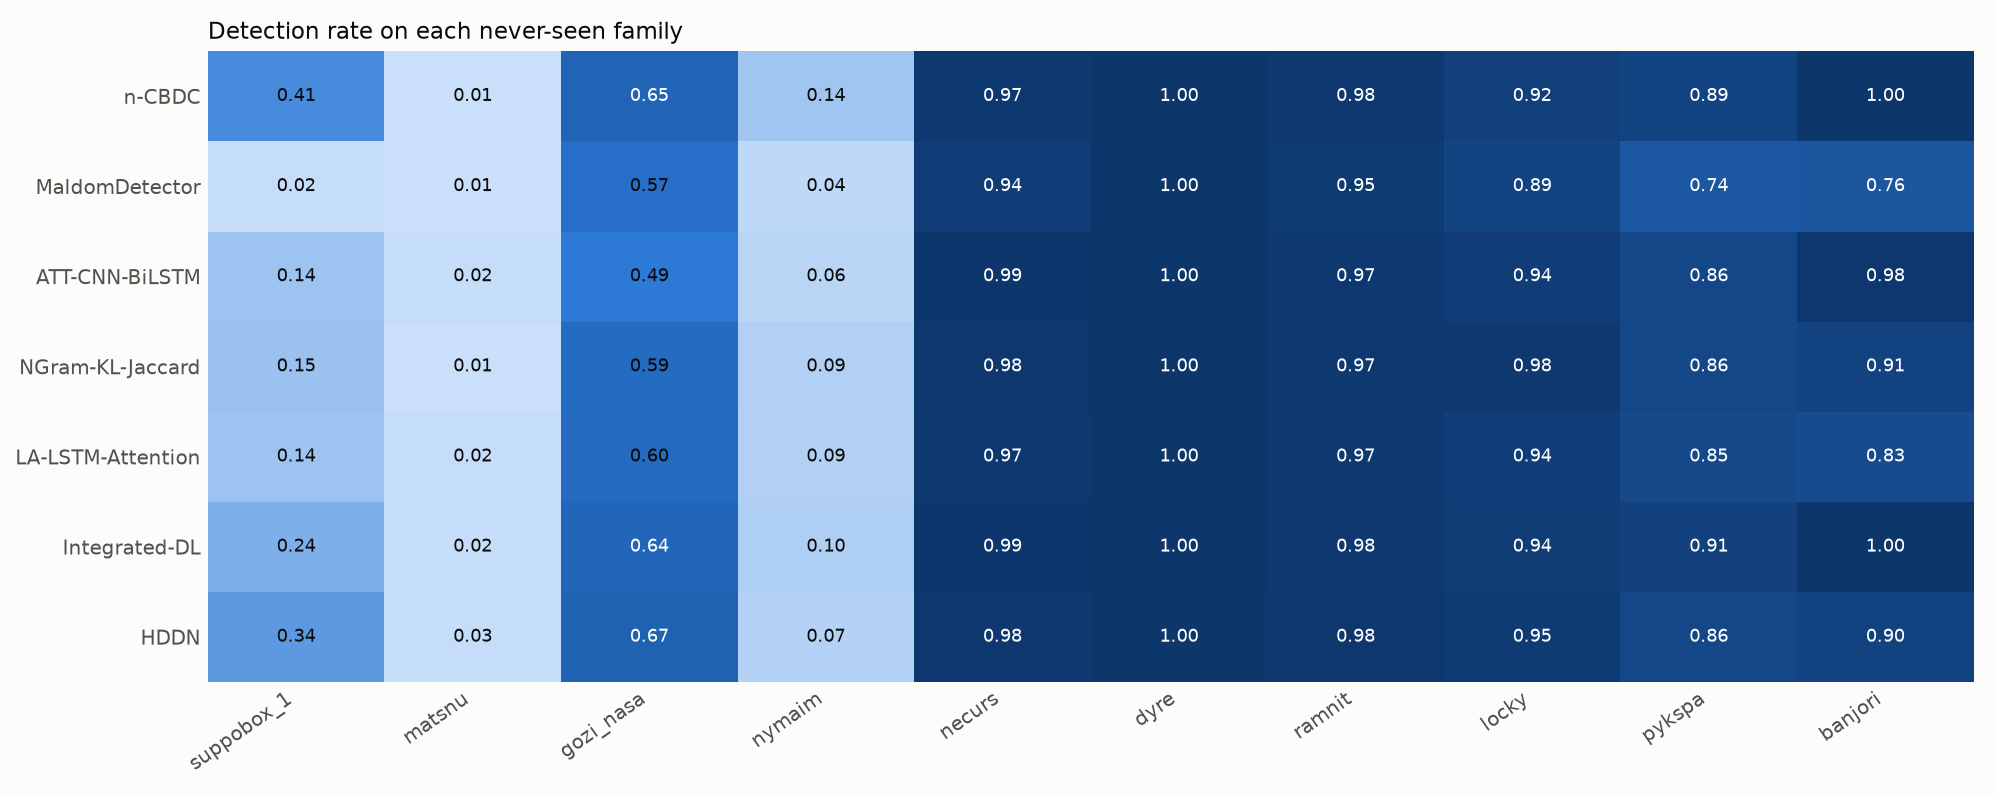 Detection rate on each never-seen family
n-CBDC 0.41 0.01 0.65 0.14 0.97 1.00 0.98 0.92 0.89 1.00
MaldomDetector 0.02 0.01 0.57 0.04 0.94 1.00 0.95 0.89 0.74 0.76
ATT-CNN-BiLSTM 0.14 0.02 0.49 0.06 0.99 1.00 0.97 0.94 0.86 0.98
NGram-KL-Jaccard 0.15 0.01 0.59 0.09 0.98 1.00 0.97 0.98 0.86 0.91
LA-LSTM-Attention 0.14 0.02 0.60 0.09 0.97 1.00 0.97 0.94 0.85 0.83
Integrated-DL 0.24 0.02 0.64 0.10 0.99 1.00 0.98 0.94 0.91 1.00
HDDN 0.34 0.03 0.67 0.07 0.98 1.00 0.98 0.95 0.86 0.90
suppobox_1 matsnu gozi_nasa nymaim necurs dyre ramnit locky pykspa banjori